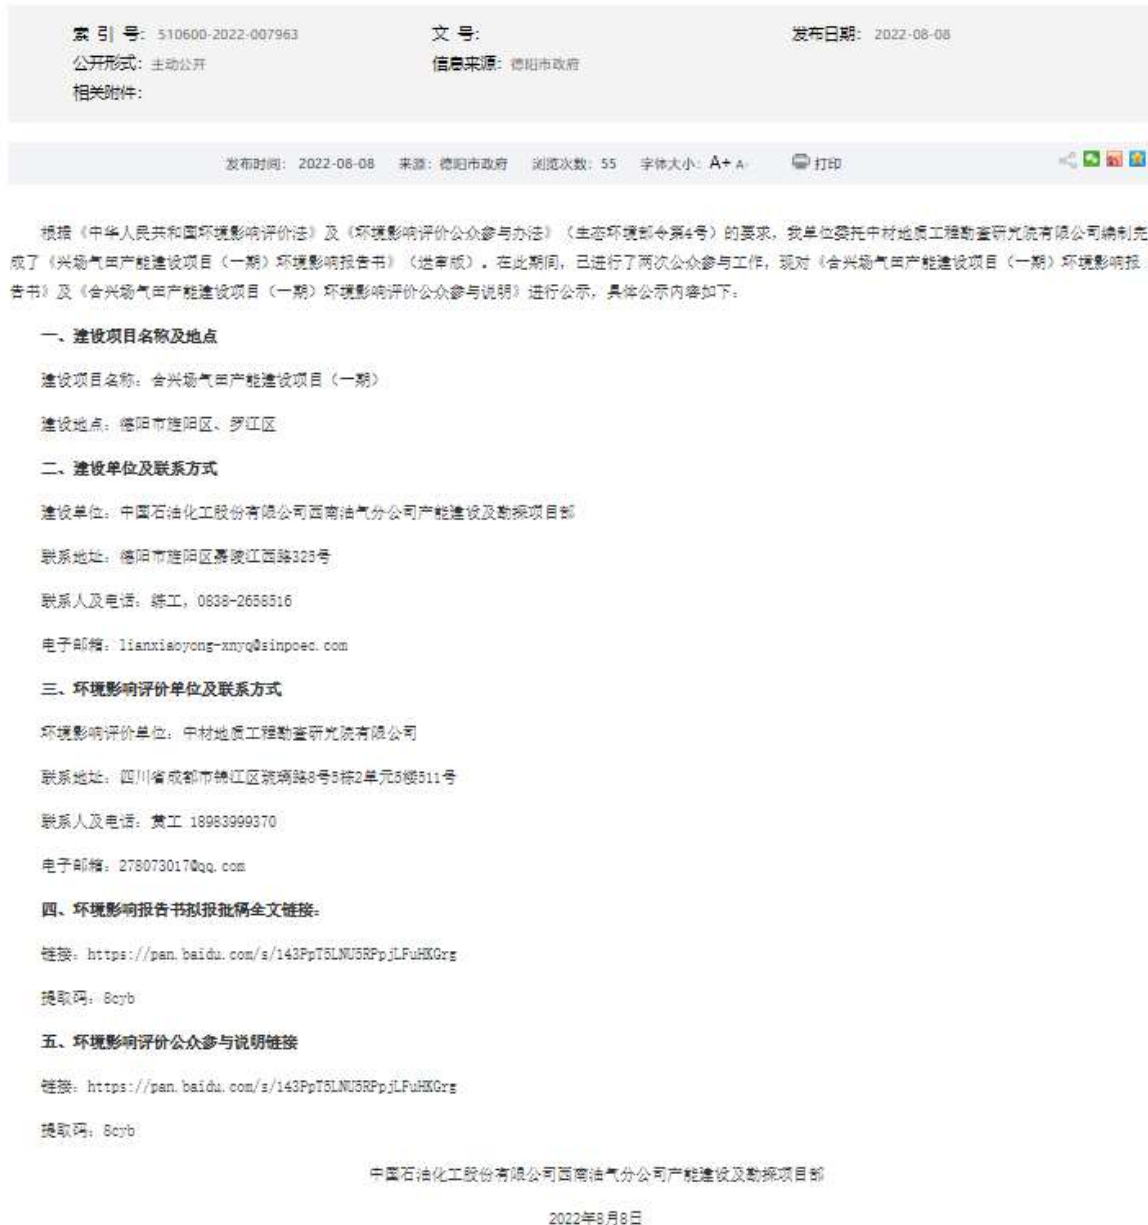 索 引 号: 510600-2022-007963 文 号: 发布日期: 2022-08-08
公开形式: 主动公开 信息来源: 德阳市政府
相关附件:
发布时间: 2022-08-08 来源: 德阳市政府 浏览次数: 55 字体大小: A+ A- 打印
根据《中华人民共和国环境影响评价法》及《环境影响评价公众参与办法》(生态环境部令第4号)的要求,我单位委托中材地质工程勘查研究院有限公司编制完
成了《兴场气田产能建设项目(一期)环境影响报告书》(送审版)。在此期间,已进行了两次公众参与工作,现对《合兴场气田产能建设项目(一期)环境影响报
告书》及《合兴场气田产能建设项目(一期)环境影响评价公众参与说明》进行公示,具体公示内容如下:
一、建设项目名称及地点
建设项目名称:合兴场气田产能建设项目(一期)
建设地点:德阳市旌阳区、罗江区
二、建设单位及联系方式
建设单位:中国石油化工股份有限公司西南油气分公司产能建设及勘探项目部
联系地址:德阳市旌阳区嘉陵江西路325号
联系人及电话:练工,0838-2658516
电子邮箱:lianxiaoyong-xnyq@sinpoec.com
三、环境影响评价单位及联系方式
环境影响评价单位:中材地质工程勘查研究院有限公司
联系地址:四川省成都市锦江区琉璃路8号5栋2单元5楼511号
联系人及电话:黄工 18983999370
电子邮箱:278073017@qq.com
四、环境影响报告书拟报批稿全文链接:
链接:https://pan.baidu.com/s/143PpT5LNU5RPpjLFuHKGrg
提取码:8cyb
五、环境影响评价公众参与说明链接
链接:https://pan.baidu.com/s/143PpT5LNU5RPpjLFuHKGrg
提取码:8cyb
中国石油化工股份有限公司西南油气分公司产能建设及勘探项目部
2022年8月8日